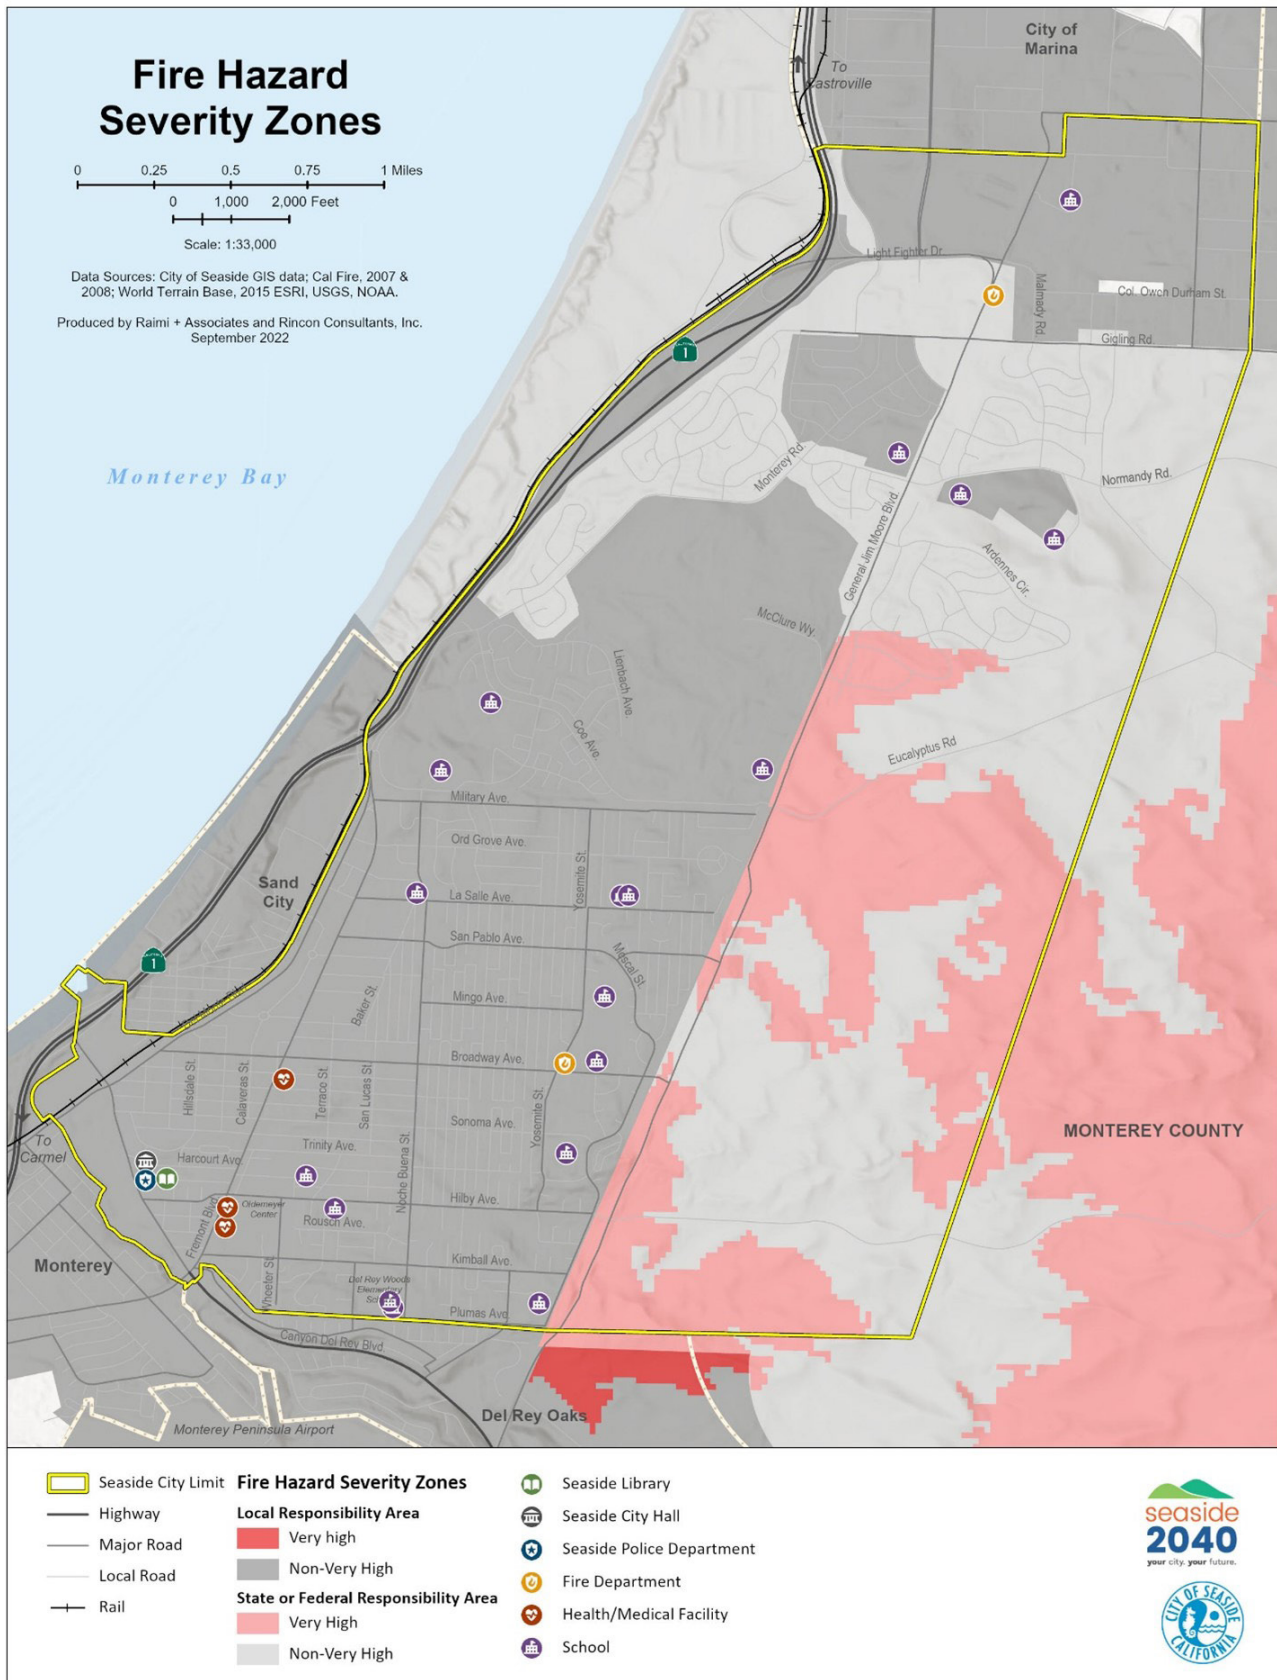 Fire Hazard
Severity Zones
0 0.25 0.5 0.75 1 Miles
0 1,000 2,000 Feet
Scale: 1:33,000
Data Sources: City of Seaside GIS data; Cal Fire, 2007 &
2008; World Terrain Base, 2015 ESRI, USGS, NOAA.
Produced by Raimi + Associates and Rincon Consultants, Inc.
September 2022
City of
Marina
To
Castroville
Light Fighter Dr.
Malmady Rd.
Col. Owen Durham St.
Gigling Rd.
1
Monterey Bay
Monterey Rd.
Normandy Rd.
General Jim Moore Blvd.
Ardennes Cir.
McClure Wy.
Lienbach Ave.
Coe Ave.
Eucalyptus Rd
Military Ave.
Ord Grove Ave.
Sand
City
Yosemite St.
La Salle Ave.
San Pablo Ave.
1
Mescal St.
Mingo Ave.
Baker St.
Broadway Ave.
Hillsdale St.
Calaveras St.
Terrace St.
San Lucas St.
Yosemite St.
Sonoma Ave.
MONTEREY COUNTY
To
Carmel
Trinity Ave.
Harcourt Ave.
Noche Buena St.
Hilby Ave.
Oldemeyer
Center
Rousch Ave.
Fremont Blvd.
Monterey
Kimball Ave.
Wheeler St.
Del Rey Woods
Elementary
Plumas Ave.
Canyon Del Rey Blvd.
Del Rey Oaks
Monterey Peninsula Airport
Seaside City Limit
Highway
Major Road
Local Road
Rail
Fire Hazard Severity Zones
Local Responsibility Area
Very high
Non-Very High
State or Federal Responsibility Area
Very High
Non-Very High
Seaside Library
Seaside City Hall
Seaside Police Department
Fire Department
Health/Medical Facility
School
seaside
2040
your city. your future.
CITY OF SEASIDE
CALIFORNIA